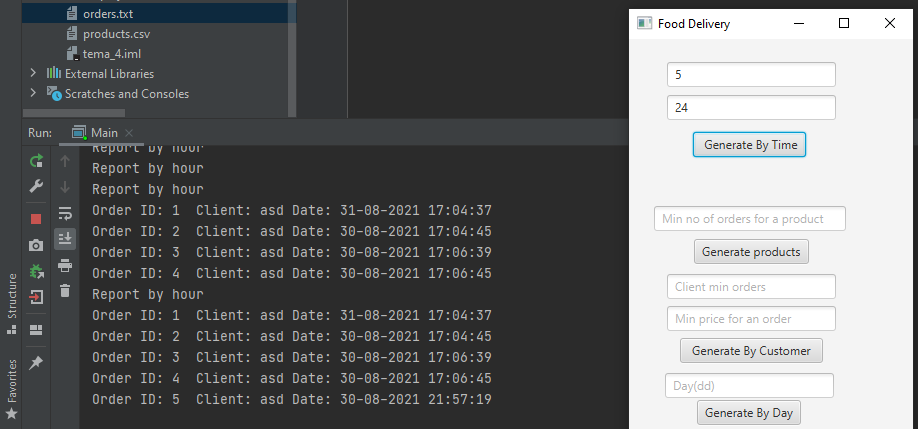 orders.txt
products.csv
tema_4.iml
External Libraries
Scratches and Consoles
Run:
Main
Report by hour
Report by hour
Report by hour
Order ID: 1  Client: asd Date: 31-08-2021 17:04:37
Order ID: 2  Client: asd Date: 30-08-2021 17:04:45
Order ID: 3  Client: asd Date: 30-08-2021 17:06:39
Order ID: 4  Client: asd Date: 30-08-2021 17:06:45
Report by hour
Order ID: 1  Client: asd Date: 31-08-2021 17:04:37
Order ID: 2  Client: asd Date: 30-08-2021 17:04:45
Order ID: 3  Client: asd Date: 30-08-2021 17:06:39
Order ID: 4  Client: asd Date: 30-08-2021 17:06:45
Order ID: 5  Client: asd Date: 30-08-2021 21:57:19
Structure
Favorites
Food Delivery
5
24
Generate By Time
Min no of orders for a product
Generate products
Client min orders
Min price for an order
Generate By Customer
Day(dd)
Generate By Day